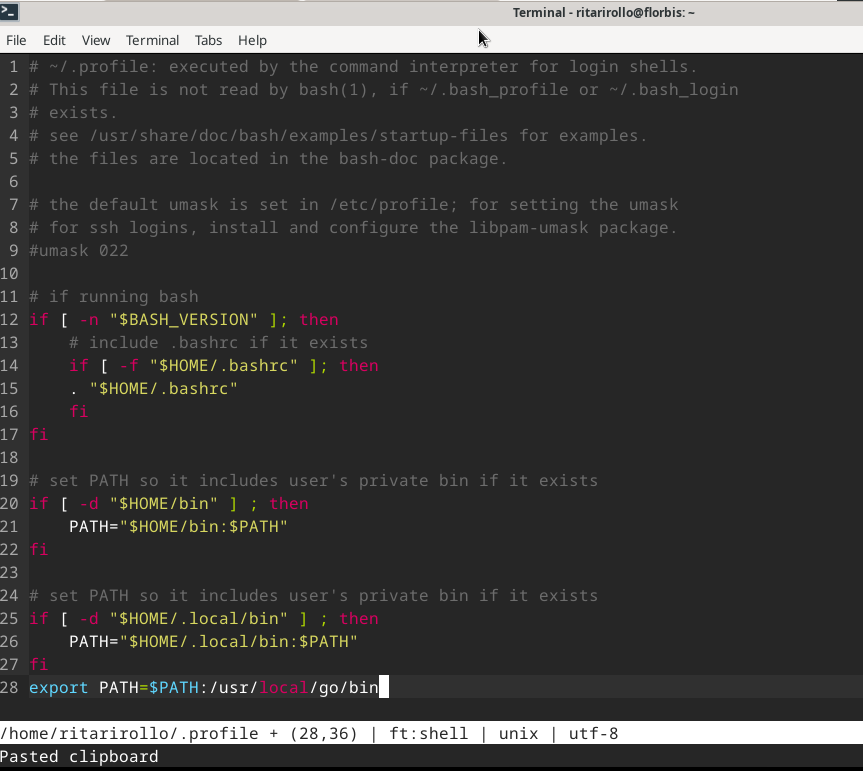 Terminal - ritarirollo@florbis: ~
File Edit View Terminal Tabs Help
1 # ~/.profile: executed by the command interpreter for login shells.
2 # This file is not read by bash(1), if ~/.bash_profile or ~/.bash_login
3 # exists.
4 # see /usr/share/doc/bash/examples/startup-files for examples.
5 # the files are located in the bash-doc package.
6
7 # the default umask is set in /etc/profile; for setting the umask
8 # for ssh logins, install and configure the libpam-umask package.
9 #umask 022
10
11 # if running bash
12 if [ -n "$BASH_VERSION" ]; then
13     # include .bashrc if it exists
14     if [ -f "$HOME/.bashrc" ]; then
15     . "$HOME/.bashrc"
16     fi
17 fi
18
19 # set PATH so it includes user's private bin if it exists
20 if [ -d "$HOME/bin" ] ; then
21     PATH="$HOME/bin:$PATH"
22 fi
23
24 # set PATH so it includes user's private bin if it exists
25 if [ -d "$HOME/.local/bin" ] ; then
26     PATH="$HOME/.local/bin:$PATH"
27 fi
28 export PATH=$PATH:/usr/local/go/bin
/home/ritarirollo/.profile + (28,36) | ft:shell | unix | utf-8
Pasted clipboard